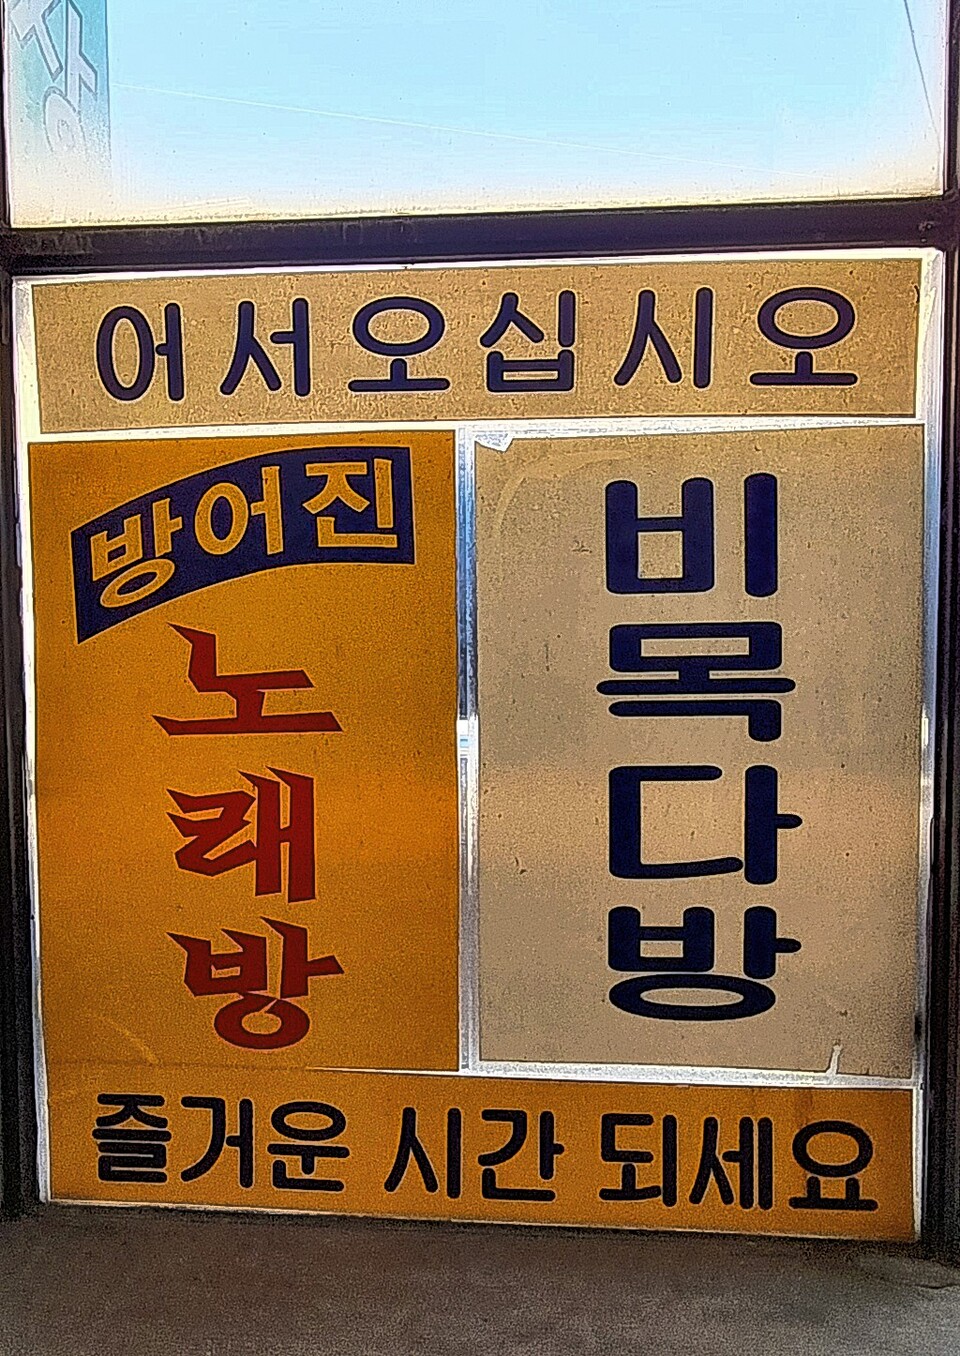 어서오십시오
방어진
노래방
비목다방
즐거운 시간 되세요